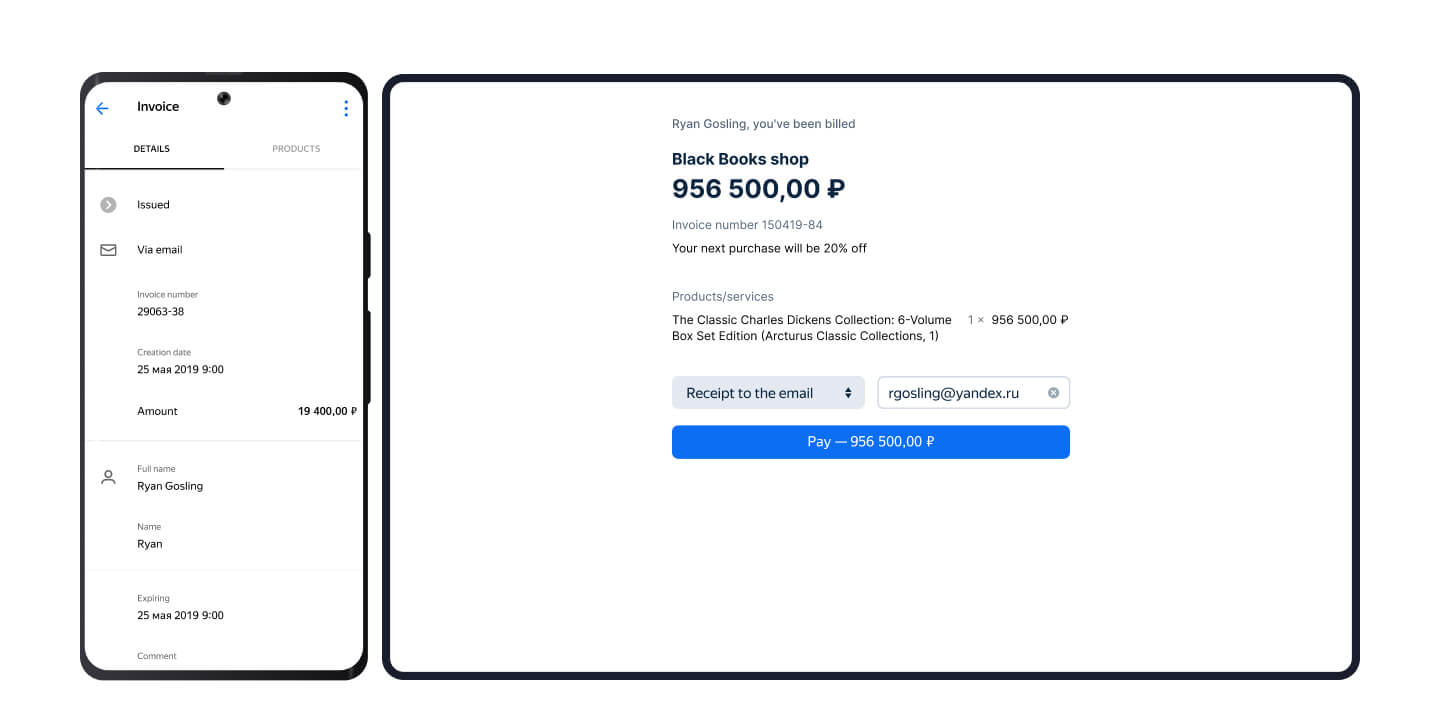 Invoice
DETAILS
PRODUCTS
Issued
Via email
Invoice number
29063-38
Creation date
25 мая 2019 9:00
Amount
19 400,00 ₽
Full name
Ryan Gosling
Name
Ryan
Expiring
25 мая 2019 9:00
Comment
Ryan Gosling, you've been billed
Black Books shop
956 500,00 ₽
Invoice number 150419-84
Your next purchase will be 20% off
Products/services
The Classic Charles Dickens Collection: 6-Volume 1 × 956 500,00 ₽
Box Set Edition (Arcturus Classic Collections, 1)
Receipt to the email
rgosling@yandex.ru
Pay — 956 500,00 ₽